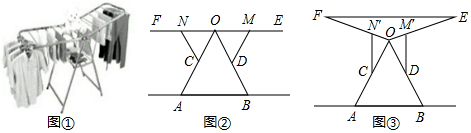 F N O M E
C D
A B
图②
图①
F N' M' E
O
C D
A B
图③